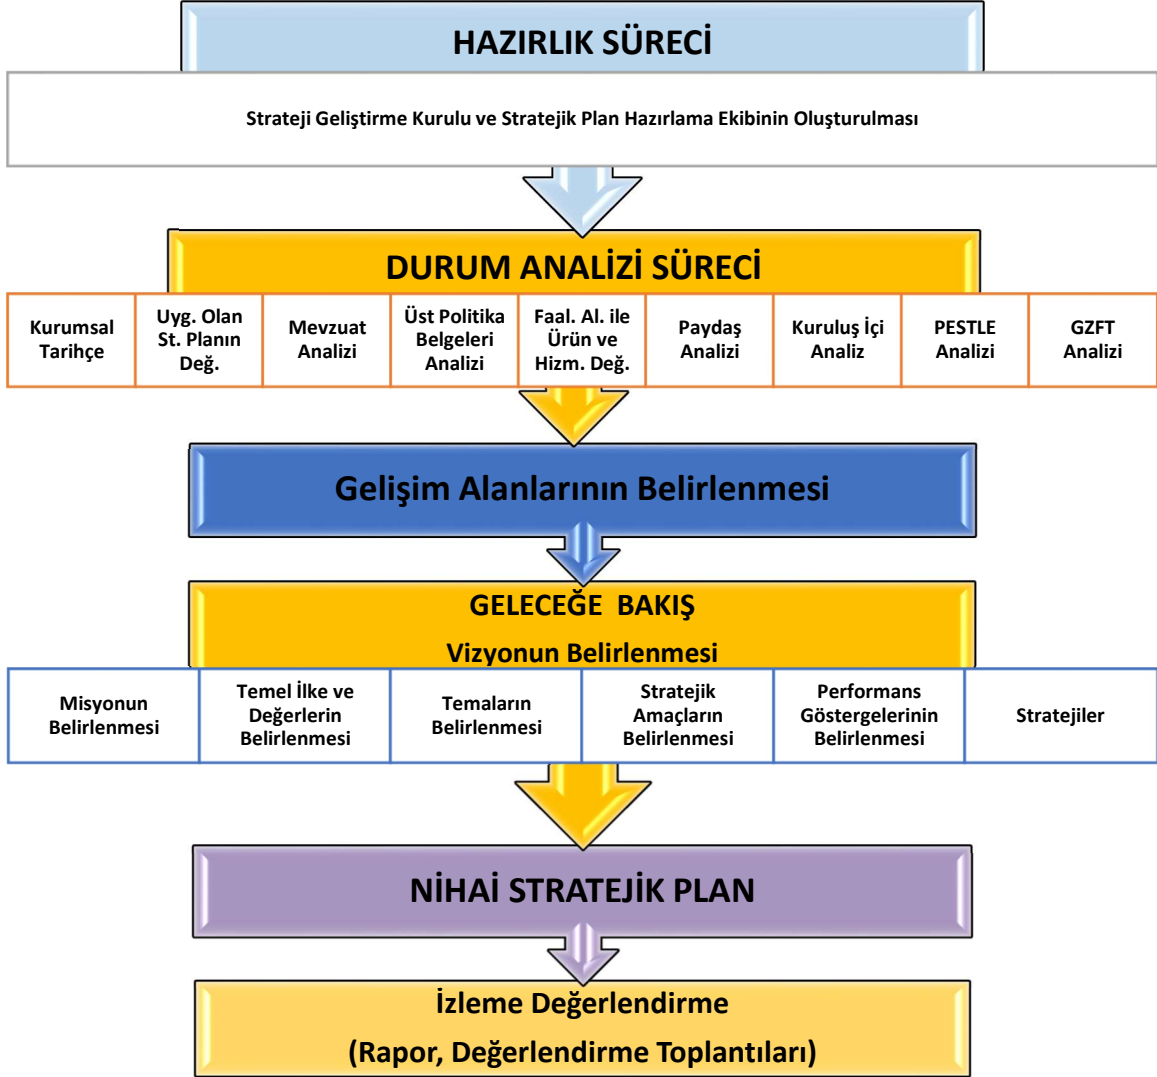 HAZIRLIK SÜRECİ
Strateji Geliştirme Kurulu ve Stratejik Plan Hazırlama Ekibinin Oluşturulması
DURUM ANALİZİ SÜRECİ
Kurumsal
Tarihçe
Uyg. Olan
St. Planın
Değ.
Mevzuat
Analizi
Üst Politika
Belgeleri
Analizi
Faal. Al. ile
Ürün ve
Hizm. Değ.
Paydaş
Analizi
Kuruluş İçi
Analiz
PESTLE
Analizi
GZFT
Analizi
Gelişim Alanlarının Belirlenmesi
GELECEĞE BAKIŞ
Vizyonun Belirlenmesi
Misyonun
Belirlenmesi
Temel İlke ve
Değerlerin
Belirlenmesi
Temaların
Belirlenmesi
Stratejik
Amaçların
Belirlenmesi
Performans
Göstergelerinin
Belirlenmesi
Stratejiler
NİHAİ STRATEJİK PLAN
İzleme Değerlendirme
(Rapor, Değerlendirme Toplantıları)